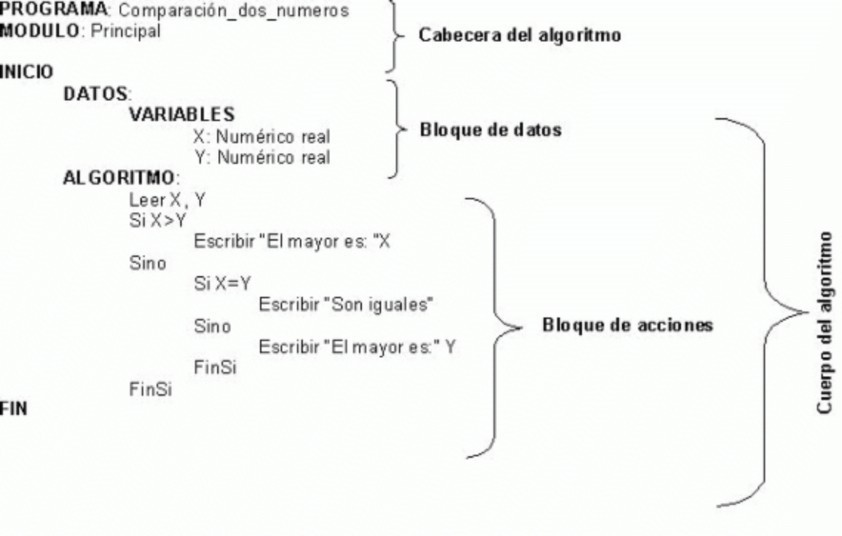 PROGRAMA: Comparación_dos_numeros
MODULO: Principal
Cabecera del algoritmo
INICIO
DATOS:
VARIABLES
X: Numérico real
Y: Numérico real
Bloque de datos
ALGORITMO:
Leer X, Y
Si X>Y
Escribir "El mayor es: "X
Sino
Si X=Y
Escribir "Son iguales"
Sino
Escribir "El mayor es:" Y
FinSi
FinSi
Bloque de acciones
FIN
Cuerpo del algoritmo